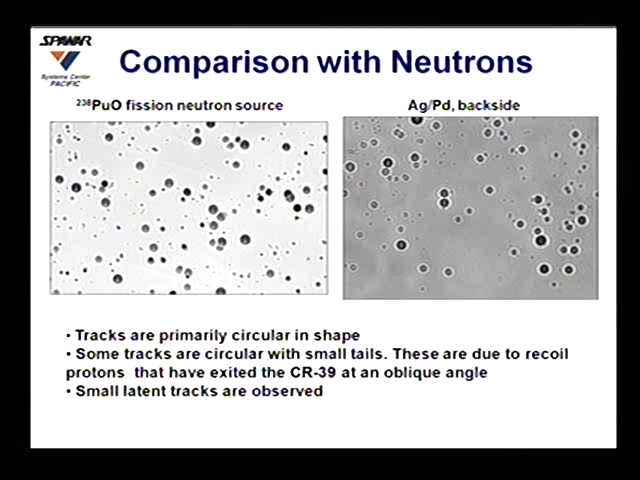 SPAWAR
Systems Center
PACIFIC
Comparison with Neutrons
²³⁸PuO fission neutron source
Ag/Pd, backside
• Tracks are primarily circular in shape
• Some tracks are circular with small tails. These are due to recoil
protons that have exited the CR-39 at an oblique angle
• Small latent tracks are observed